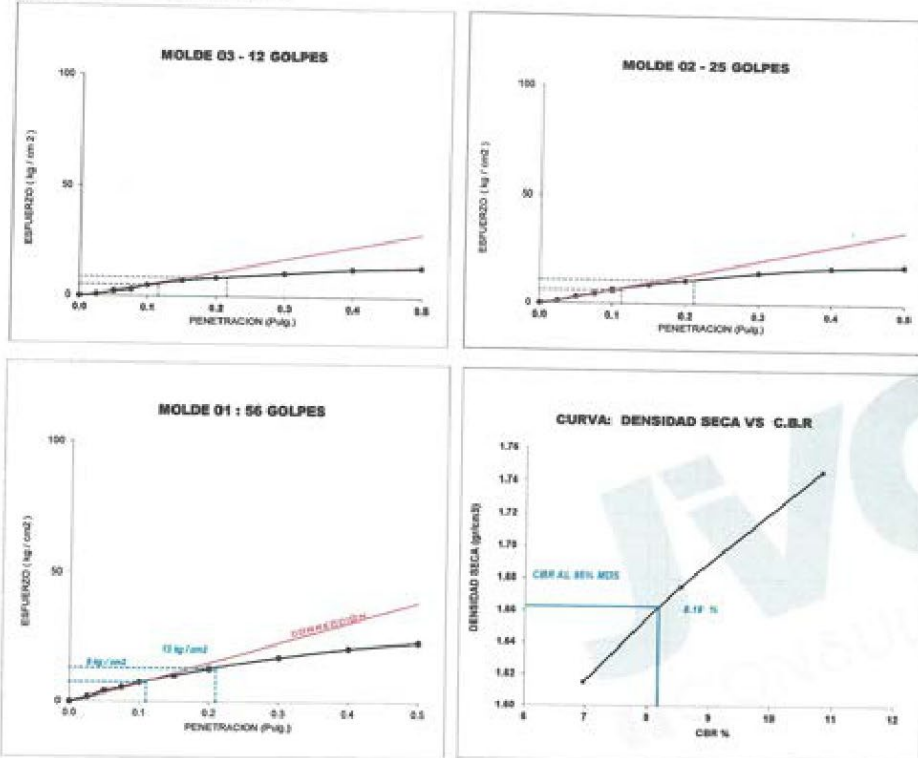 MOLDE 03 - 12 GOLPES
100
50
0
ESFUERZO ( kg / cm 2 )
0.0 0.1 0.2 0.3 0.4 0.5
PENETRACION (Pulg.)
MOLDE 02 - 25 GOLPES
100
50
0
ESFUERZO ( kg / cm2 )
0.0 0.1 0.2 0.3 0.4 0.5
PENETRACION (Pulg.)
MOLDE 01 : 56 GOLPES
100
50
0
ESFUERZO ( kg / cm2 )
CORRECCION
13 kg / cm2
0.0 0.1 0.2 0.3 0.4 0.5
PENETRACION (Pulg.)
CURVA: DENSIDAD SECA VS C.B.R
1.76
1.74
1.72
1.70
1.68
1.66
1.64
1.62
1.60
DENSIDAD SECA (gr/cm3)
CBR AL 95% MDS
8.18 %
6 7 8 9 10 11 12
CBR %
JVC